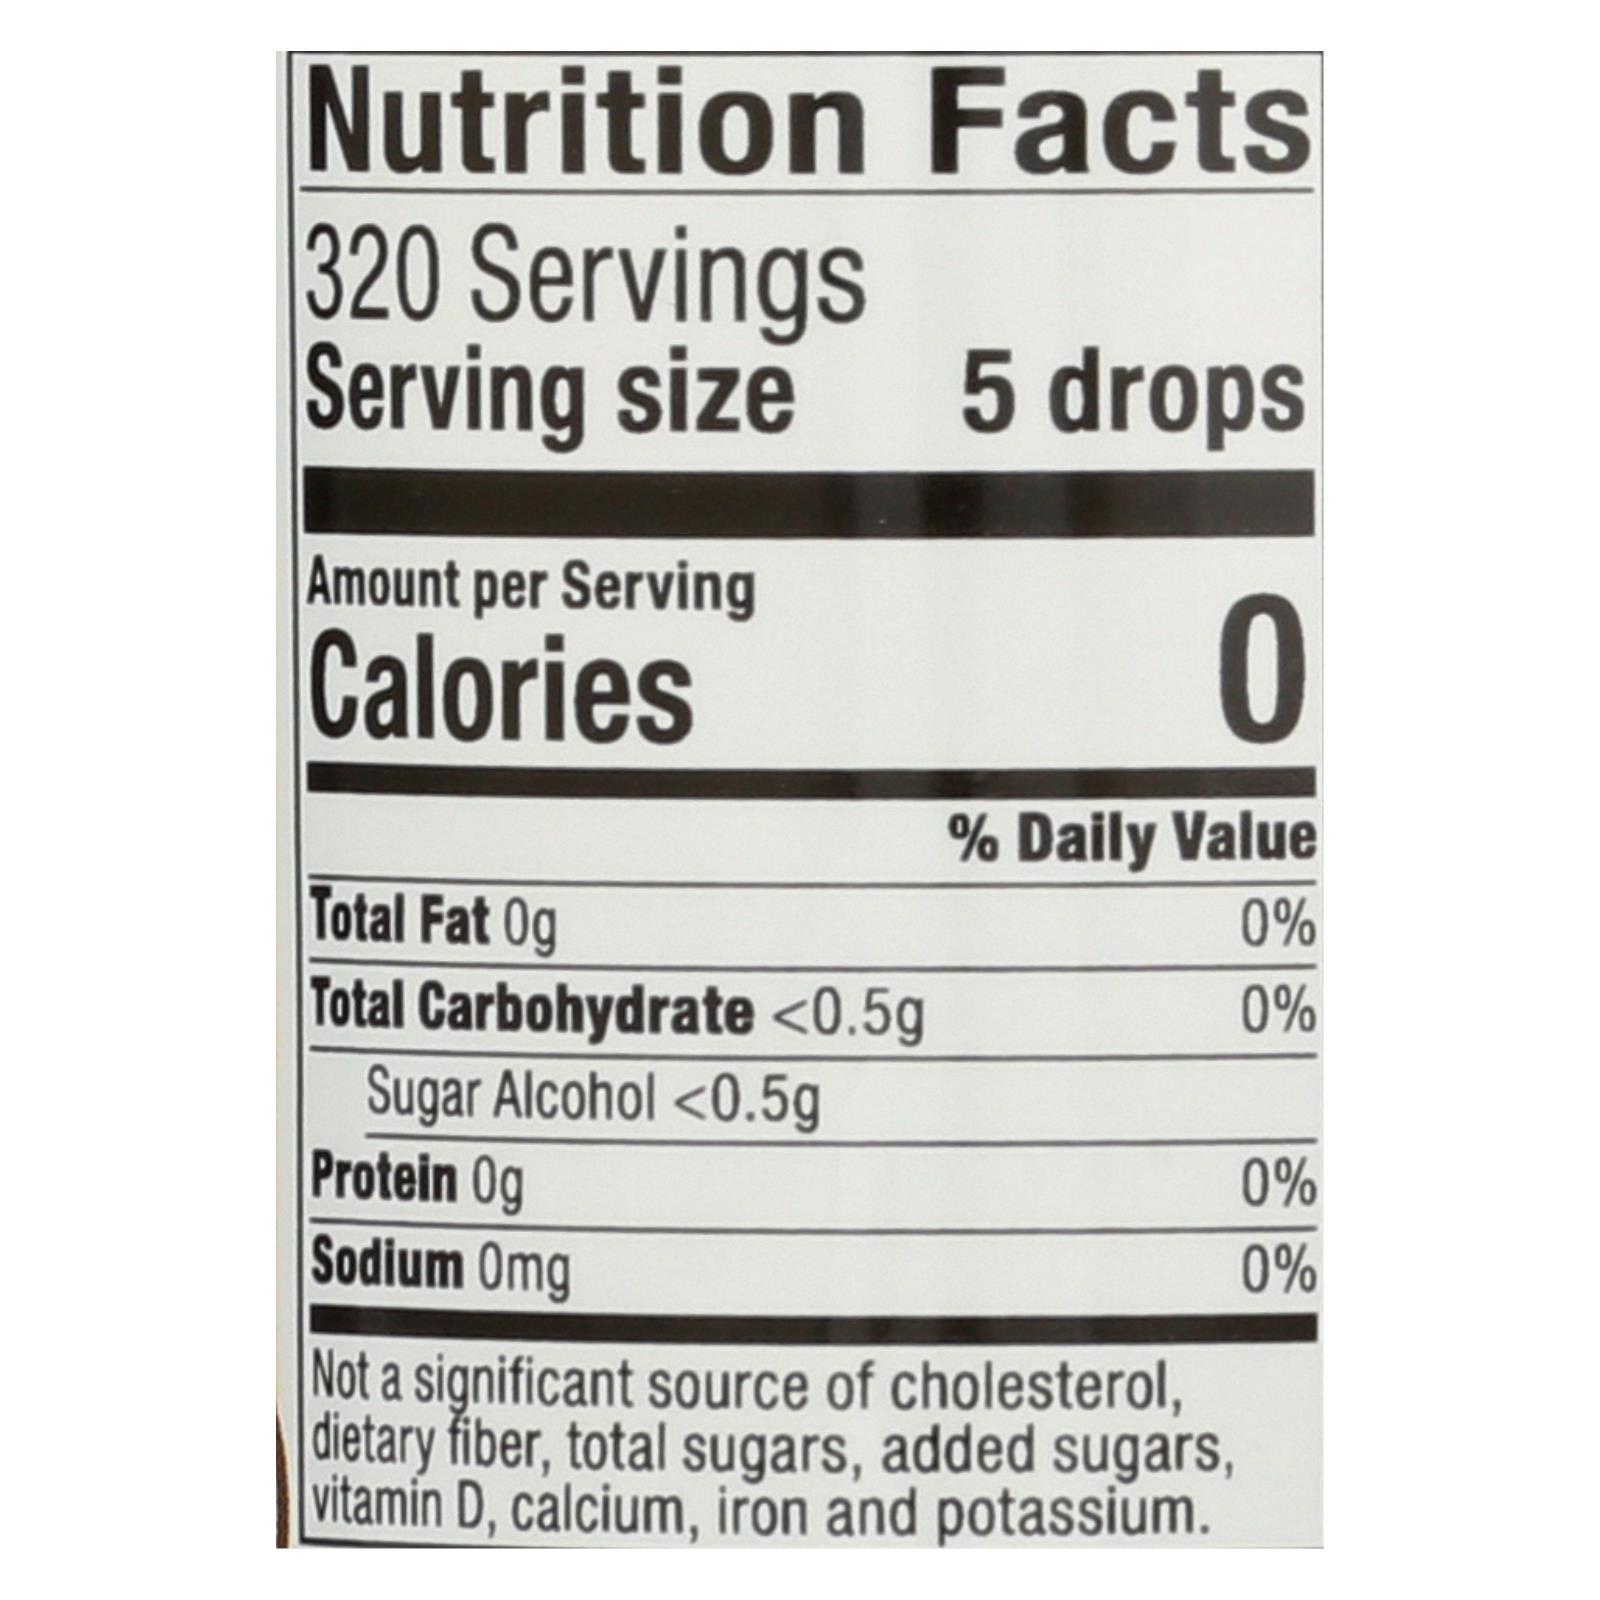 Nutrition Facts
320 Servings
Serving size 5 drops
Amount per Serving
Calories 0
% Daily Value
Total Fat 0g 0%
Total Carbohydrate <0.5g 0%
Sugar Alcohol <0.5g
Protein 0g 0%
Sodium 0mg 0%
Not a significant source of cholesterol,
dietary fiber, total sugars, added sugars,
vitamin D, calcium, iron and potassium.